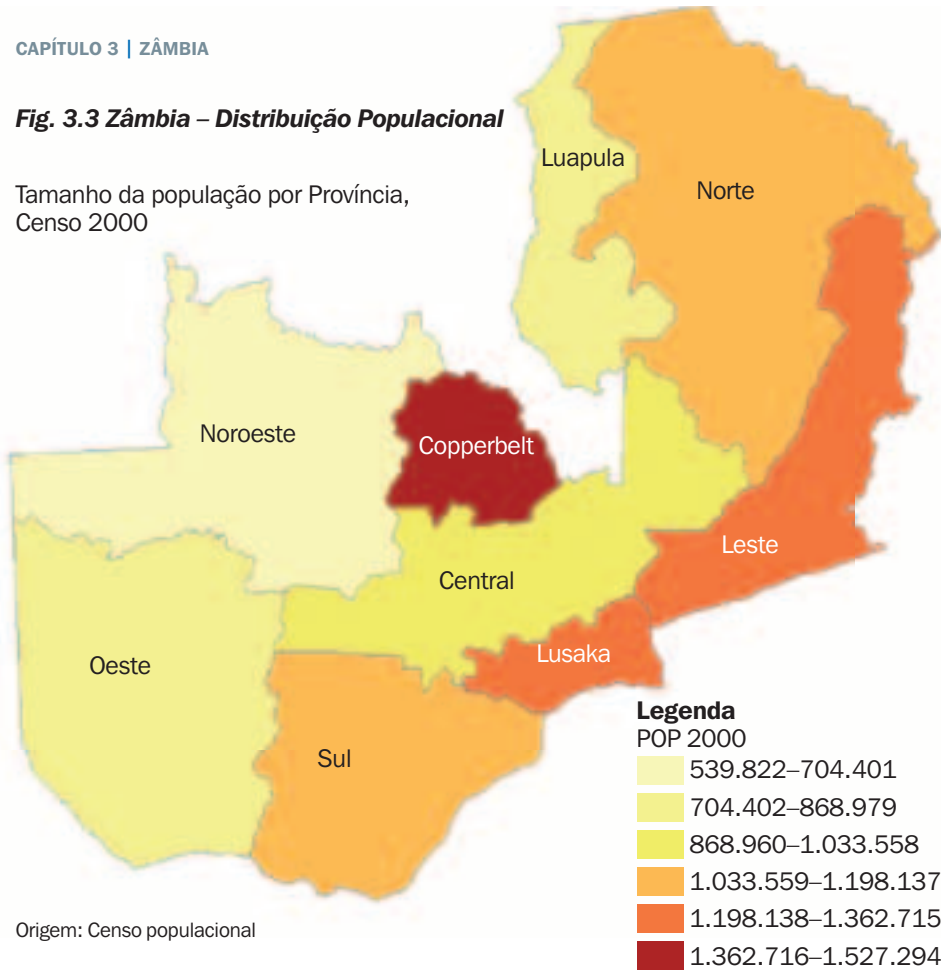 CAPÍTULO 3 | ZÂMBIA
Fig. 3.3 Zâmbia – Distribuição Populacional
Tamanho da população por Província,
Censo 2000
Luapula
Norte
Noroeste
Copperbelt
Leste
Central
Lusaka
Oeste
Sul
Legenda
POP 2000
539.822–704.401
704.402–868.979
868.960–1.033.558
1.033.559–1.198.137
1.198.138–1.362.715
1.362.716–1.527.294
Origem: Censo populacional